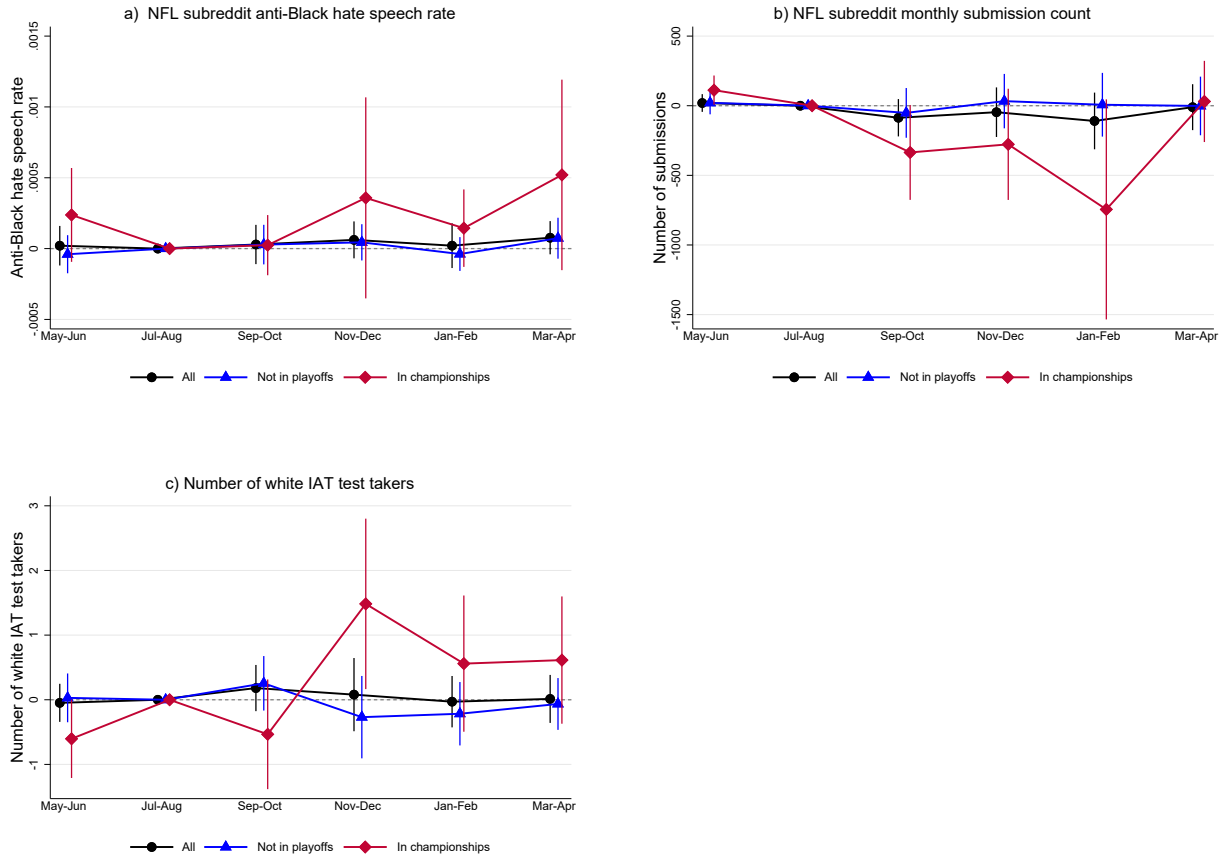 a) NFL subreddit anti-Black hate speech rate
Anti-Black hate speech rate
.0015
.001
.0005
0
-.0005
May-Jun Jul-Aug Sep-Oct Nov-Dec Jan-Feb Mar-Apr
All Not in playoffs In championships
b) NFL subreddit monthly submission count
Number of submissions
500
0
-500
-1000
-1500
May-Jun Jul-Aug Sep-Oct Nov-Dec Jan-Feb Mar-Apr
All Not in playoffs In championships
c) Number of white IAT test takers
Number of white IAT test takers
3
2
1
0
-1
May-Jun Jul-Aug Sep-Oct Nov-Dec Jan-Feb Mar-Apr
All Not in playoffs In championships